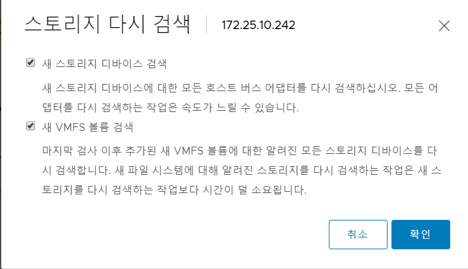 스토리지 다시 검색 172.25.10.242
새 스토리지 디바이스 검색
새 스토리지 디바이스에 대한 모든 호스트 버스 어댑터를 다시 검색하십시오. 모든 어
댑터를 다시 검색하는 작업은 속도가 느릴 수 있습니다.
새 VMFS 볼륨 검색
마지막 검사 이후 추가된 새 VMFS 볼륨에 대한 알려진 모든 스토리지 디바이스를 다
시 검색합니다. 새 파일 시스템에 대해 알려진 스토리지를 다시 검색하는 작업은 새 스
토리지를 다시 검색하는 작업보다 시간이 덜 소요됩니다.
취소 확인